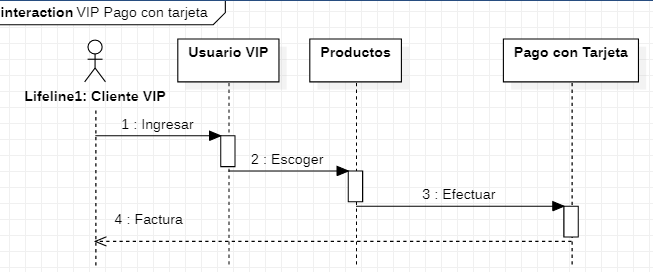 interaction VIP Pago con tarjeta
Usuario VIP
Productos
Pago con Tarjeta
Lifeline1: Cliente VIP
1 : Ingresar
2 : Escoger
3 : Efectuar
4 : Factura